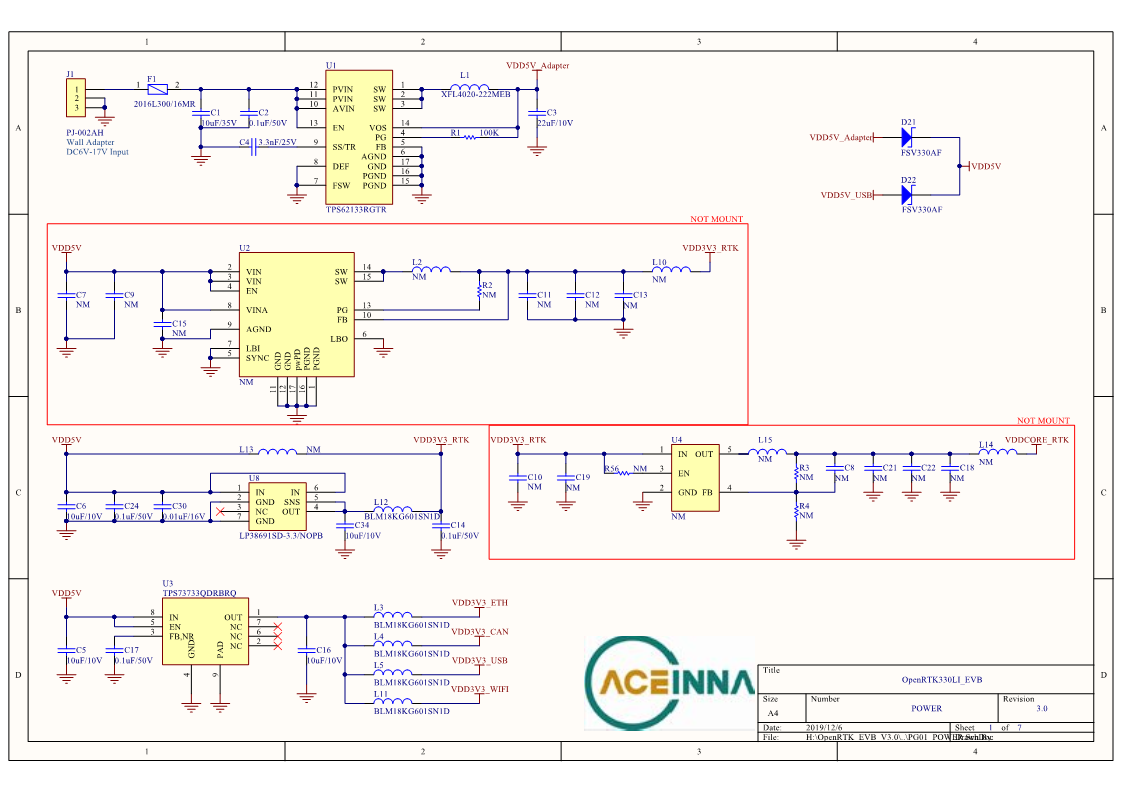 1 2 3 4
A
J1
1
2
3
F1
1 2
2016L300/16MR
PJ-002AH
Wall Adapter
DC6V-17V Input
C1
10uF/35V
C2
0.1uF/50V
C4 3.3nF/25V
U1
12 PVIN SW 1
11 PVIN SW 2
10 AVIN SW 3
13 EN VOS 14
PG 4
9 SS/TR FB 5
AGND 6
8 DEF GND 17
PGND 16
7 FSW PGND 15
TPS62133RGTR
L1
XFL4020-222MEB
R1 100K
VDD5V_Adapter
C3
22uF/10V
VDD5V_Adapter
D21
FSV330AF
VDD5V
VDD5V_USB
D22
FSV330AF
A
NOT MOUNT
B
VDD5V
C7
NM
C9
NM
C15
NM
U2
2 VIN SW 14
3 VIN SW 15
4 EN
8 VINA PG 13
FB 10
9 AGND
LBO 6
7 LBI
5 SYNC
GND GND pwPD PGND PGND
11 12 17 16 1
NM
L2
NM
R2
NM
C11
NM
C12
NM
C13
NM
L10
NM
VDD3V3_RTK
B
C
VDD5V
L13 NM
VDD3V3_RTK
C6
10uF/10V
C24
0.1uF/50V
C30
0.01uF/16V
U8
1 IN IN 6
2 GND SNS 5
3 NC OUT 4
7 GND
LP38691SD-3.3/NOPB
L12
BLM18KG601SN1D
C34
10uF/10V
C14
0.1uF/50V
NOT MOUNT
VDD3V3_RTK
C10
NM
C19
NM
R56 NM
U4
1 IN OUT 5
3 EN
2 GND FB 4
NM
L15
NM
R3
NM
R4
NM
C8
NM
C21
NM
C22
NM
C18
NM
L14
NM
VDDCORE_RTK
C
D
VDD5V
C5
10uF/10V
C17
0.1uF/50V
U3
TPS73733QDRBRQ
8 IN OUT 1
5 EN NC 7
3 FB,NR NC 6
NC 2
GND PAD
4 9
C16
10uF/10V
L3
BLM18KG601SN1D
VDD3V3_ETH
L4
BLM18KG601SN1D
VDD3V3_CAN
L5
BLM18KG601SN1D
VDD3V3_USB
L11
BLM18KG601SN1D
VDD3V3_WIFI
ACEINNA
Title
OpenRTK330LI_EVB
Size
A4
Number
POWER
Revision
3.0
Date: 2019/12/6 Sheet 1 of 7
File: H:\OpenRTK_EVB_V3.0\..\PG01_POWER.SchDoc
D
1 2 3 4